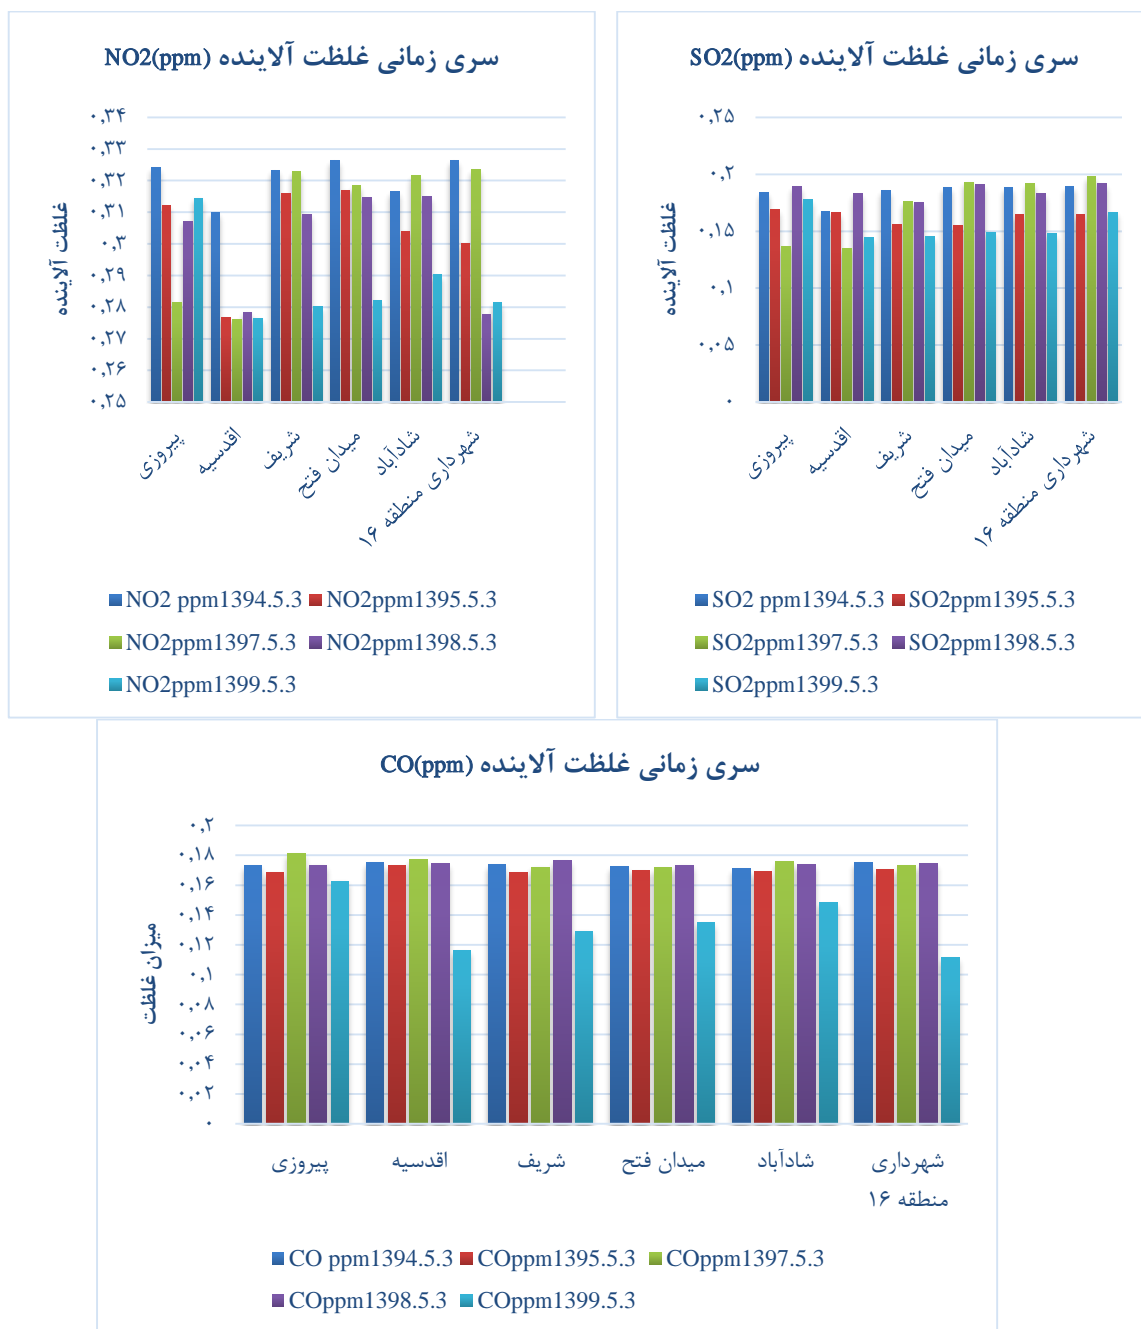 سری زمانی غلظت آلاینده NO2(ppm)
۰,۳۴
۰,۳۳
۰,۳۲
۰,۳۱
۰,۳
۰,۲۹
۰,۲۸
۰,۲۷
۰,۲۶
۰,۲۵
غلظت آلاینده
پیروزی
اقدسیه
شریف
میدان فتح
شادآباد
شهرداری منطقه ۱۶
NO2 ppm1394.5.3 NO2ppm1395.5.3
NO2ppm1397.5.3 NO2ppm1398.5.3
NO2ppm1399.5.3
سری زمانی غلظت آلاینده SO2(ppm)
۰,۲۵
۰,۲
۰,۱۵
۰,۱
۰,۰۵
۰
غلظت آلاینده
پیروزی
اقدسیه
شریف
میدان فتح
شادآباد
شهرداری منطقه ۱۶
SO2 ppm1394.5.3 SO2ppm1395.5.3
SO2ppm1397.5.3 SO2ppm1398.5.3
SO2ppm1399.5.3
سری زمانی غلظت آلاینده CO(ppm)
۰,۲
۰,۱۸
۰,۱۶
۰,۱۴
۰,۱۲
۰,۱
۰,۰۸
۰,۰۶
۰,۰۴
۰,۰۲
۰
میزان غلظت
پیروزی
اقدسیه
شریف
میدان فتح
شادآباد
شهرداری
منطقه ۱۶
CO ppm1394.5.3 COppm1395.5.3 COppm1397.5.3
COppm1398.5.3 COppm1399.5.3